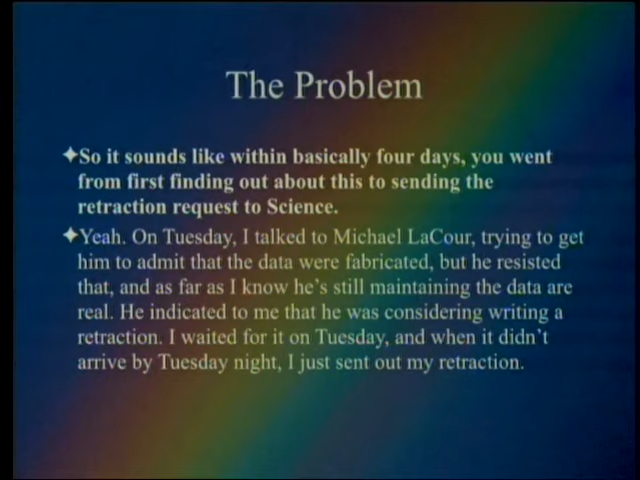 The Problem
✦So it sounds like within basically four days, you went
from first finding out about this to sending the
retraction request to Science.
✦Yeah. On Tuesday, I talked to Michael LaCour, trying to get
him to admit that the data were fabricated, but he resisted
that, and as far as I know he’s still maintaining the data are
real. He indicated to me that he was considering writing a
retraction. I waited for it on Tuesday, and when it didn’t
arrive by Tuesday night, I just sent out my retraction.